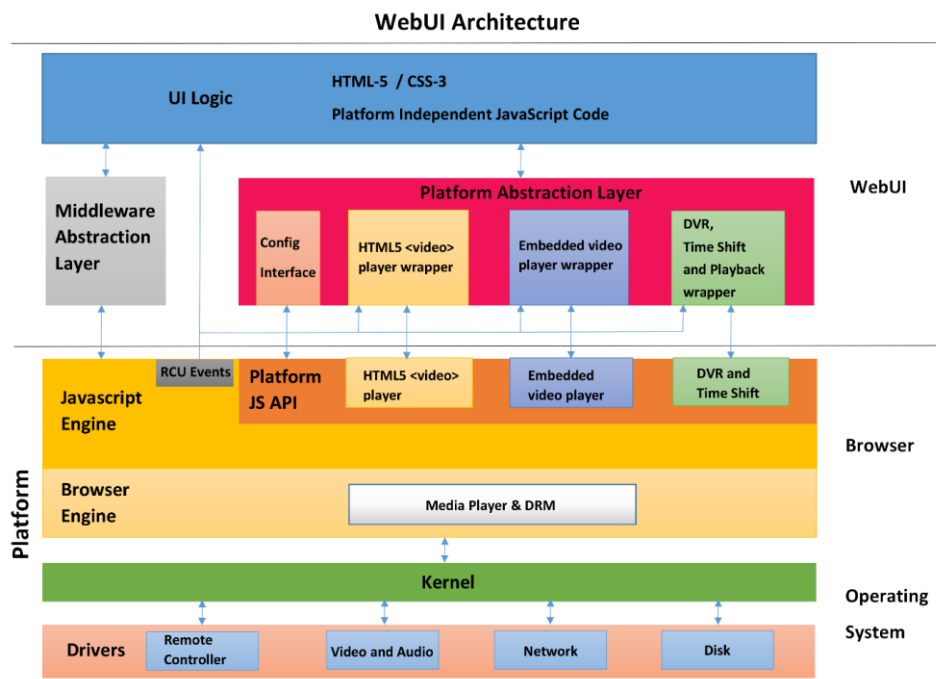 WebUI Architecture
UI Logic
HTML-5 / CSS-3
Platform Independent JavaScript Code
WebUI
Middleware
Abstraction
Layer
Platform Abstraction Layer
Config
Interface
HTML5 <video>
player wrapper
Embedded video
player wrapper
DVR,
Time Shift
and Playback
wrapper
Platform
Browser
Javascript
Engine
RCU Events
Platform
JS API
HTML5 <video>
player
Embedded
video player
DVR and
Time Shift
Browser
Engine
Media Player & DRM
Kernel
Operating
System
Drivers
Remote
Controller
Video and Audio
Network
Disk